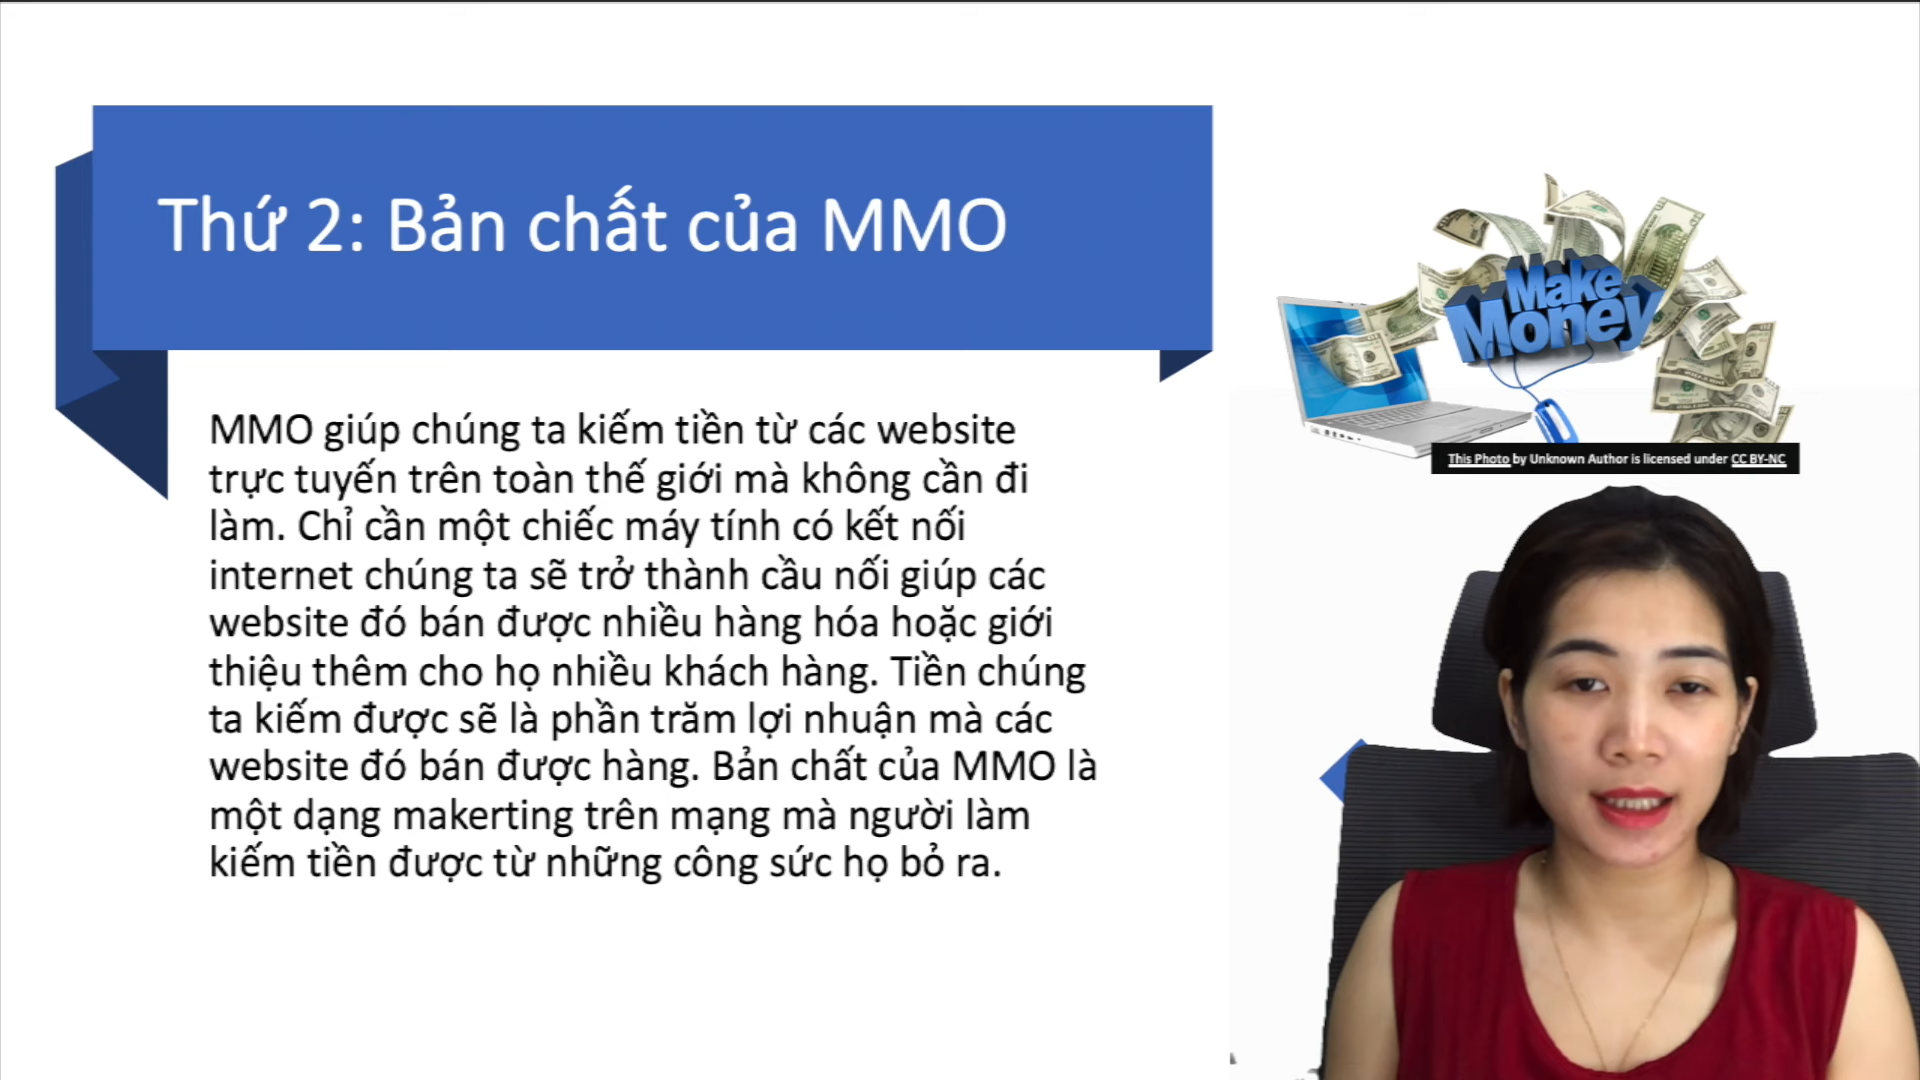 Thứ 2: Bản chất của MMO
Make
Money
This Photo by Unknown Author is licensed under CC BY-NC
MMO giúp chúng ta kiếm tiền từ các website
trực tuyến trên toàn thế giới mà không cần đi
làm. Chỉ cần một chiếc máy tính có kết nối
internet chúng ta sẽ trở thành cầu nối giúp các
website đó bán được nhiều hàng hóa hoặc giới
thiệu thêm cho họ nhiều khách hàng. Tiền chúng
ta kiếm được sẽ là phần trăm lợi nhuận mà các
website đó bán được hàng. Bản chất của MMO là
một dạng makerting trên mạng mà người làm
kiếm tiền được từ những công sức họ bỏ ra.